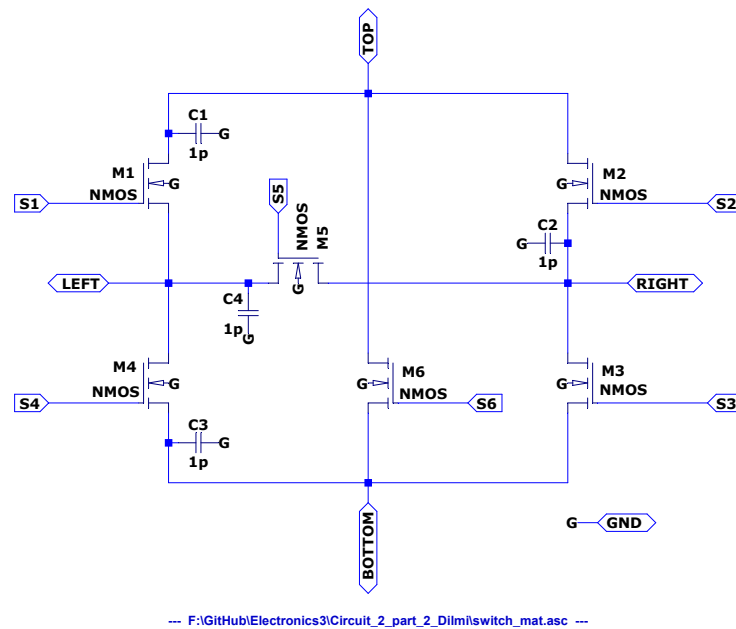 TOP
C1
G
1p
M1
G
NMOS
S1
S5
NMOS
M5
G
M2
G
NMOS
S2
C2
G
1p
LEFT
RIGHT
C4
1p
G
M4
G
NMOS
S4
C3
G
1p
M6
G
NMOS
S6
M3
G
NMOS
S3
BOTTOM
G
GND
--- F:\GitHub\Electronics3\Circuit_2_part_2_Dilmi\switch_mat.asc ---